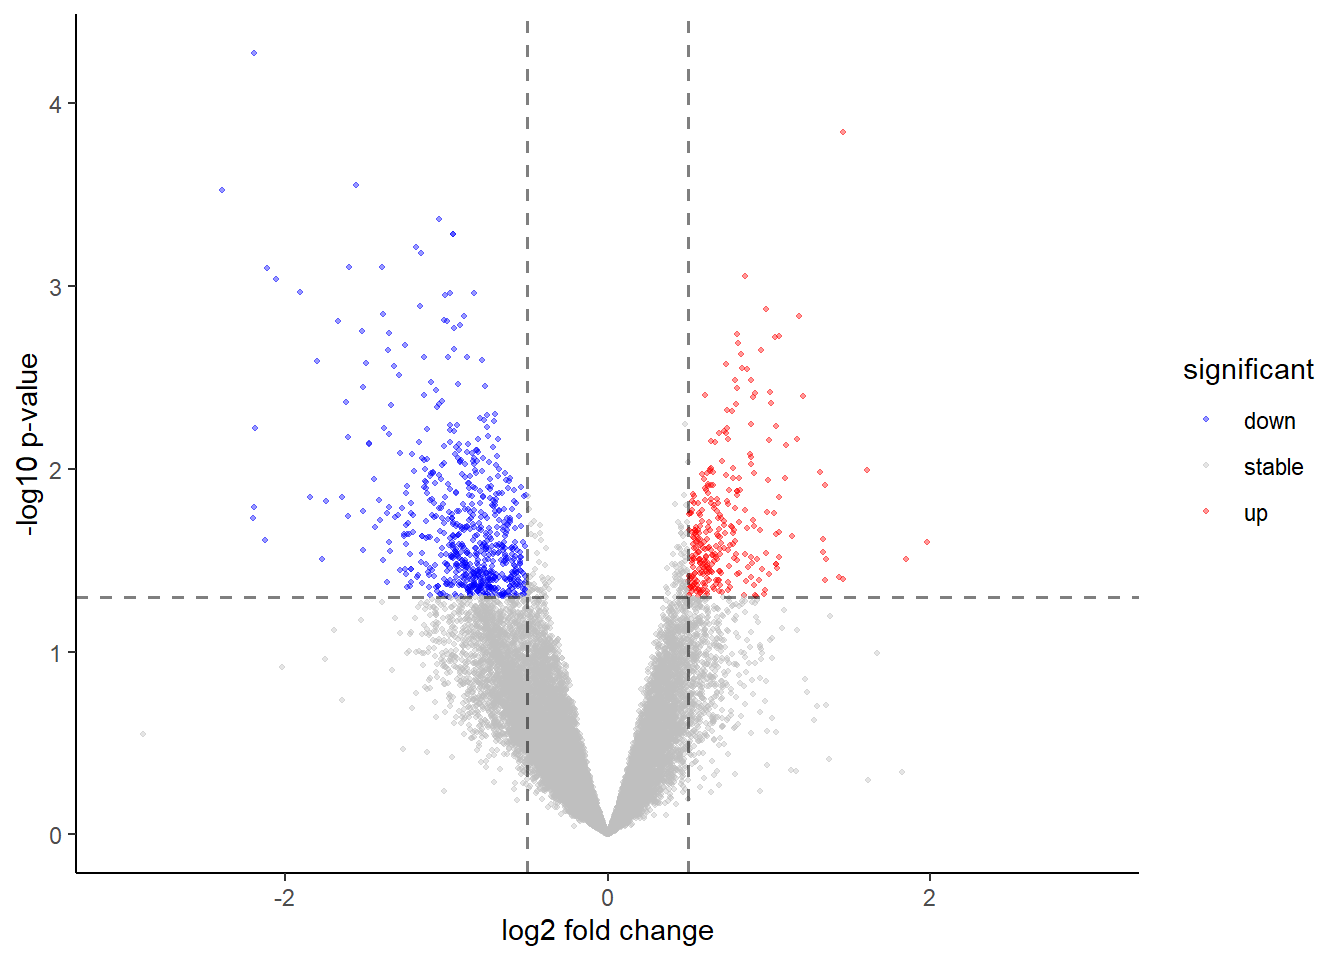 -log10 p-value
4
3
2
1
0
-2
0
2
log2 fold change
significant
down
stable
up